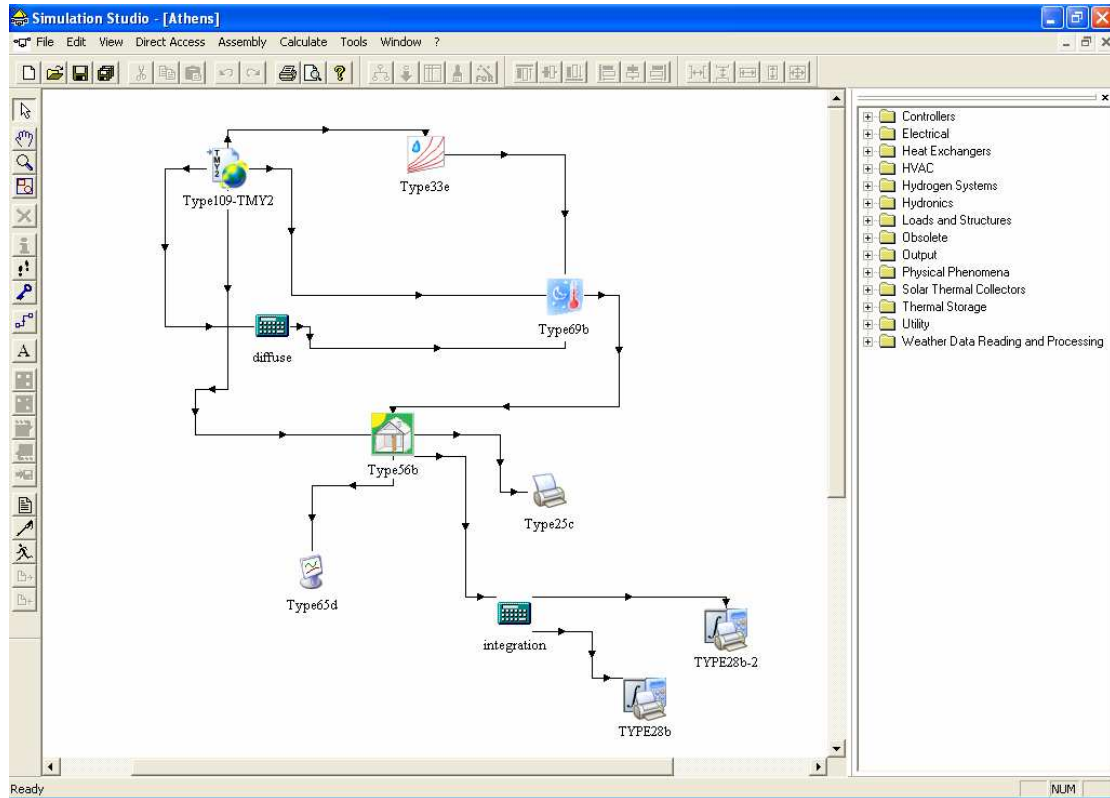 Simulation Studio - [Athens]
File Edit View Direct Access Assembly Calculate Tools Window ?
FOR
A
TMY2
Type109-TMY2
Type33e
Type69b
diffuse
Type56b
Type25c
Type65d
integration
TYPE28b-2
TYPE28b
Controllers
Electrical
Heat Exchangers
HVAC
Hydrogen Systems
Hydronics
Loads and Structures
Obsolete
Output
Physical Phenomena
Solar Thermal Collectors
Thermal Storage
Utility
Weather Data Reading and Processing
Ready
NUM